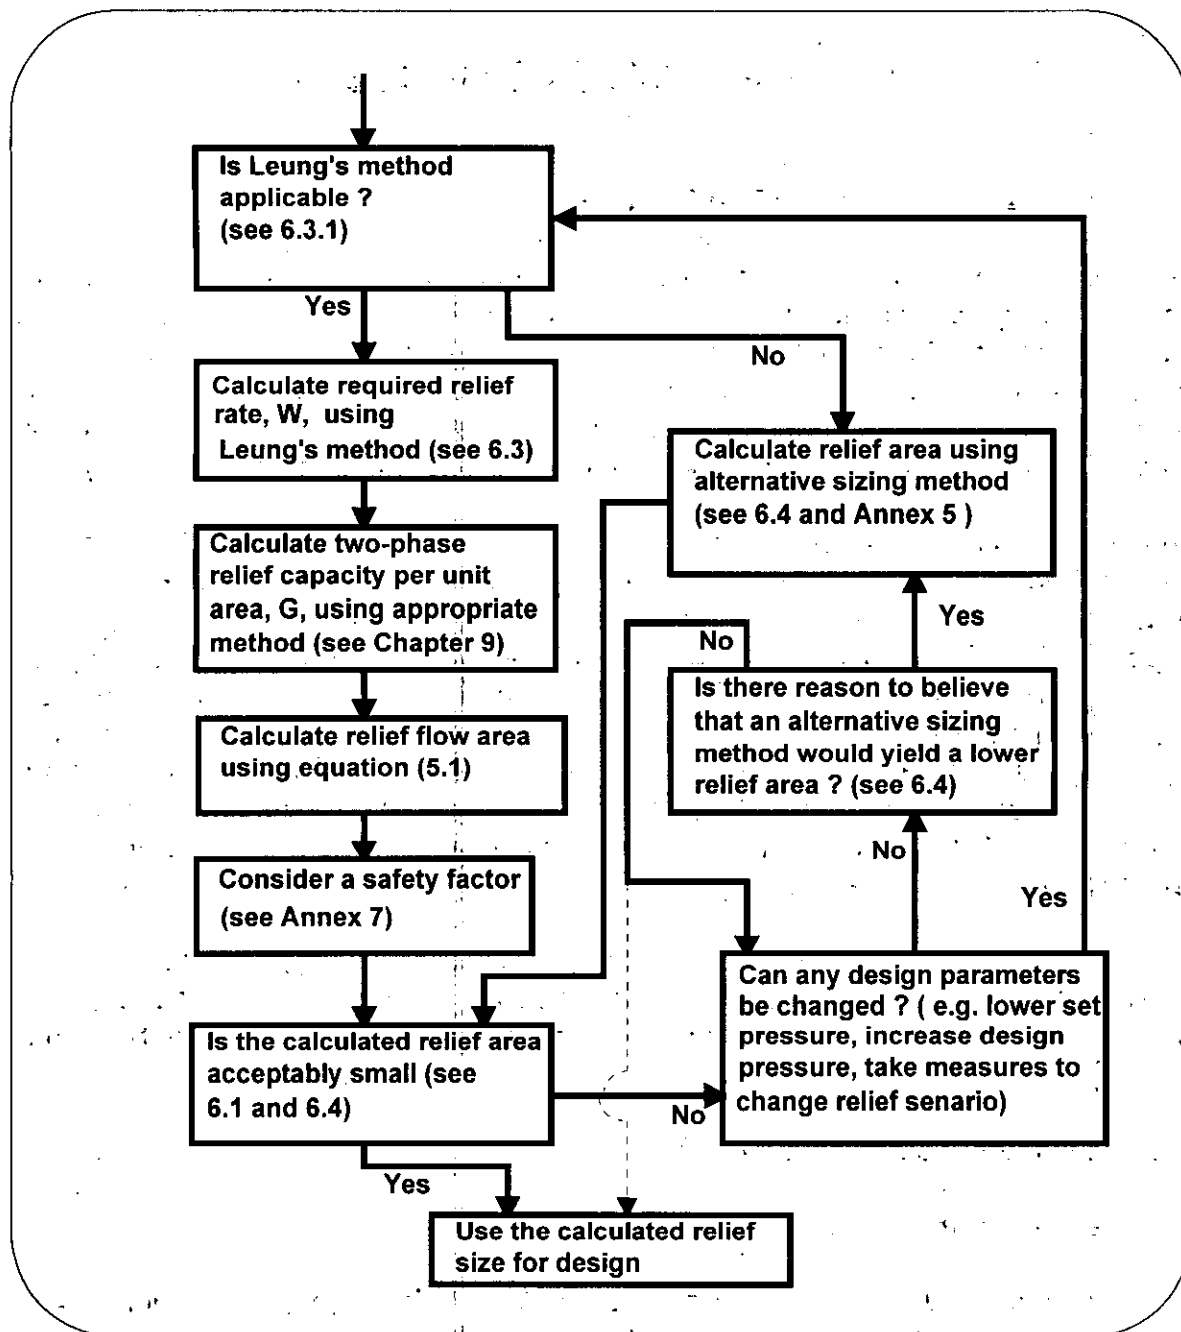 Is Leung's method
applicable ?
(see 6.3.1)
Yes
No
Calculate required relief
rate, W, using
Leung's method (see 6.3)
Calculate relief area using
alternative sizing method
(see 6.4 and Annex 5 )
Calculate two-phase
relief capacity per unit
area, G, using appropriate
method (see Chapter 9)
Yes
No
Is there reason to believe
that an alternative sizing
method would yield a lower
relief area ? (see 6.4)
Calculate relief flow area
using equation (5.1)
No
Yes
Consider a safety factor
(see Annex 7)
Can any design parameters
be changed ? ( e.g. lower set
pressure, increase design
pressure, take measures to
change relief senario)
Is the calculated relief area
acceptably small (see
6.1 and 6.4)
No
Yes
Use the calculated relief
size for design